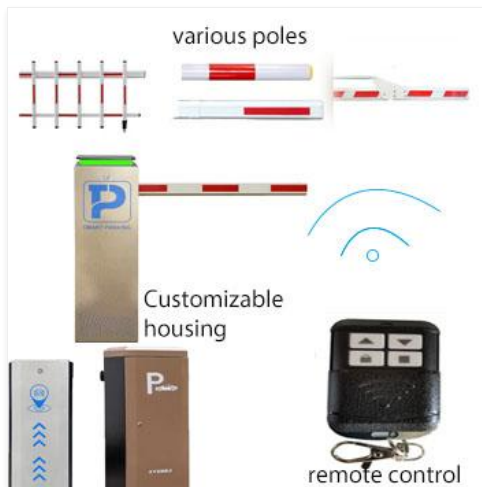 various poles
P
Customizable
housing
P
remote control